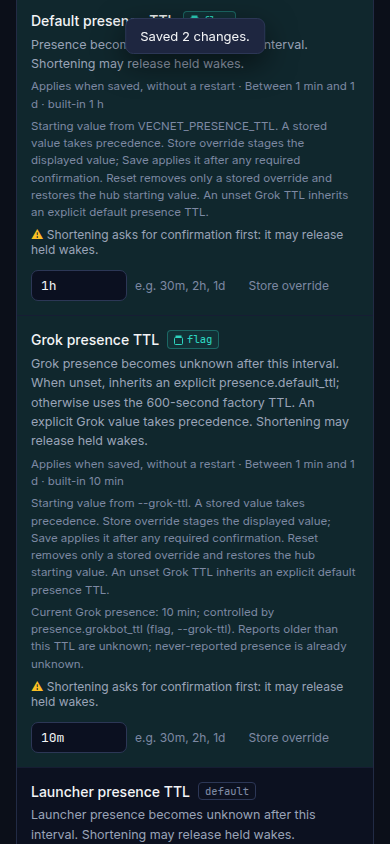 Default presen
Saved 2 changes.
Presence becom
nterval.
Shortening may release held wakes.
Applies when saved, without a restart · Between 1 min and 1
d · built-in 1 h
Starting value from VECNET_PRESENCE_TTL. A stored
value takes precedence. Store override stages the
displayed value; Save applies it after any required
confirmation. Reset removes only a stored override and
restores the hub starting value. An unset Grok TTL inherits
an explicit default presence TTL.
⚠ Shortening asks for confirmation first: it may release
held wakes.
1h e.g. 30m, 2h, 1d Store override
Grok presence TTL flag
Grok presence becomes unknown after this interval.
When unset, inherits an explicit presence.default_ttl;
otherwise uses the 600-second factory TTL. An
explicit Grok value takes precedence. Shortening may
release held wakes.
Applies when saved, without a restart · Between 1 min and 1
d · built-in 10 min
Starting value from --grok-ttl. A stored value takes
precedence. Store override stages the displayed value;
Save applies it after any required confirmation. Reset
removes only a stored override and restores the hub
starting value. An unset Grok TTL inherits an explicit default
presence TTL.
Current Grok presence: 10 min; controlled by
presence.grokbot_ttl (flag, --grok-ttl). Reports older than
this TTL are unknown; never-reported presence is already
unknown.
⚠ Shortening asks for confirmation first: it may release
held wakes.
10m e.g. 30m, 2h, 1d Store override
Launcher presence TTL default
Launcher presence becomes unknown after this
interval. Shortening may release held wakes.